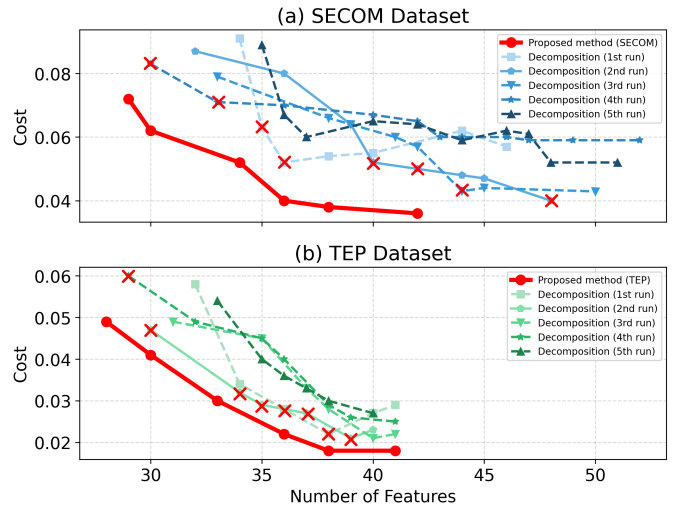 (a) SECOM Dataset
Cost
0.08
0.06
0.04
Proposed method (SECOM)
Decomposition (1st run)
Decomposition (2nd run)
Decomposition (3rd run)
Decomposition (4th run)
Decomposition (5th run)
(b) TEP Dataset
Cost
0.06
0.05
0.04
0.03
0.02
Proposed method (TEP)
Decomposition (1st run)
Decomposition (2nd run)
Decomposition (3rd run)
Decomposition (4th run)
Decomposition (5th run)
30 35 40 45 50
Number of Features